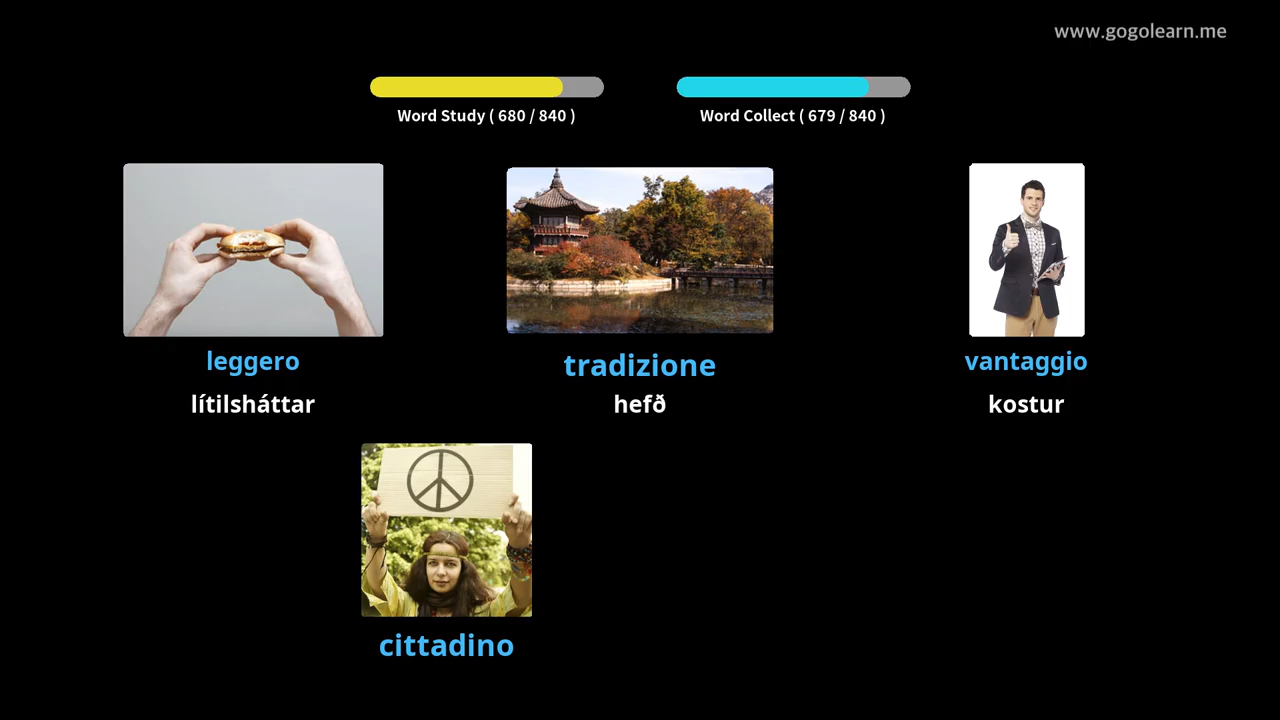 www.gogolearn.me
Word Study ( 680 / 840 )
Word Collect ( 679 / 840 )
leggero
tradizione
vantaggio
lítilsháttar
hefð
kostur
cittadino